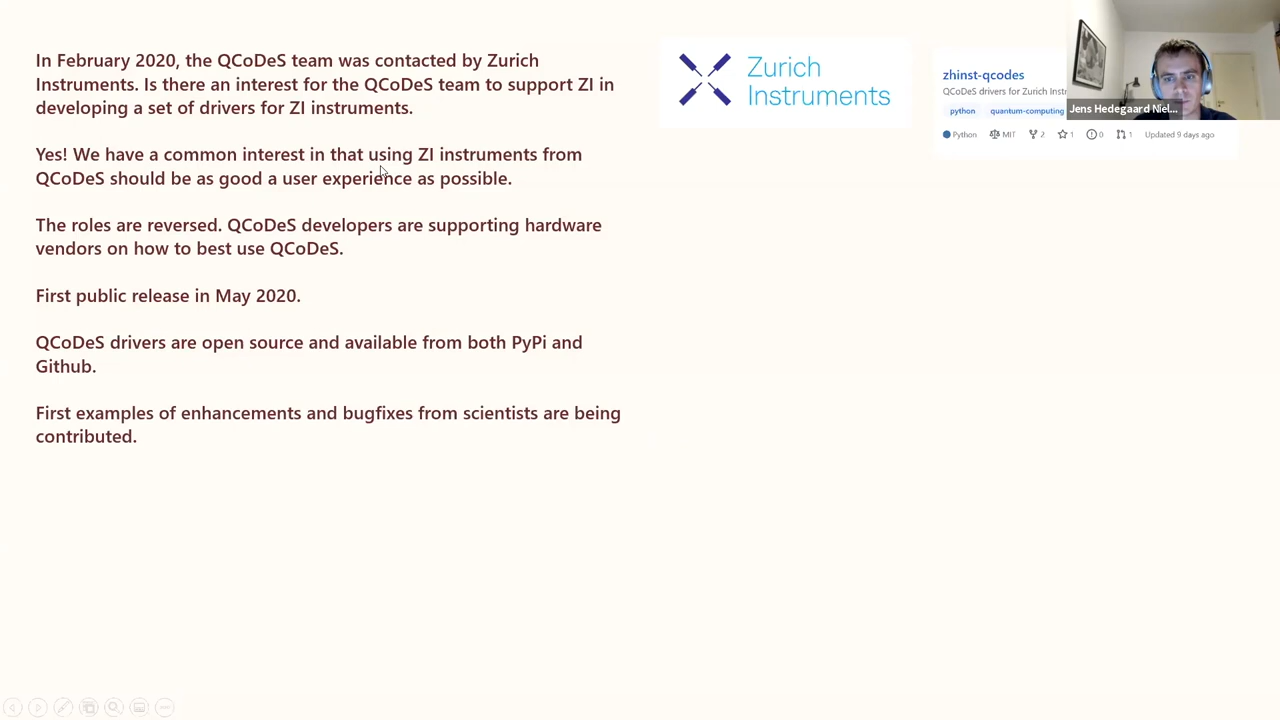 In February 2020, the QCoDeS team was contacted by Zurich
Instruments. Is there an interest for the QCoDeS team to support ZI in
developing a set of drivers for ZI instruments.
Yes! We have a common interest in that using ZI instruments from
QCoDeS should be as good a user experience as possible.
The roles are reversed. QCoDeS developers are supporting hardware
vendors on how to best use QCoDeS.
First public release in May 2020.
QCoDeS drivers are open source and available from both PyPi and
Github.
First examples of enhancements and bugfixes from scientists are being
contributed.
Zurich
Instruments
zhinst-qcodes
QCoDeS drivers for Zurich
python quantum-computing
Python MIT 2 1 0 1 Updated 9 days ago
Jens Hedegaard Niel...